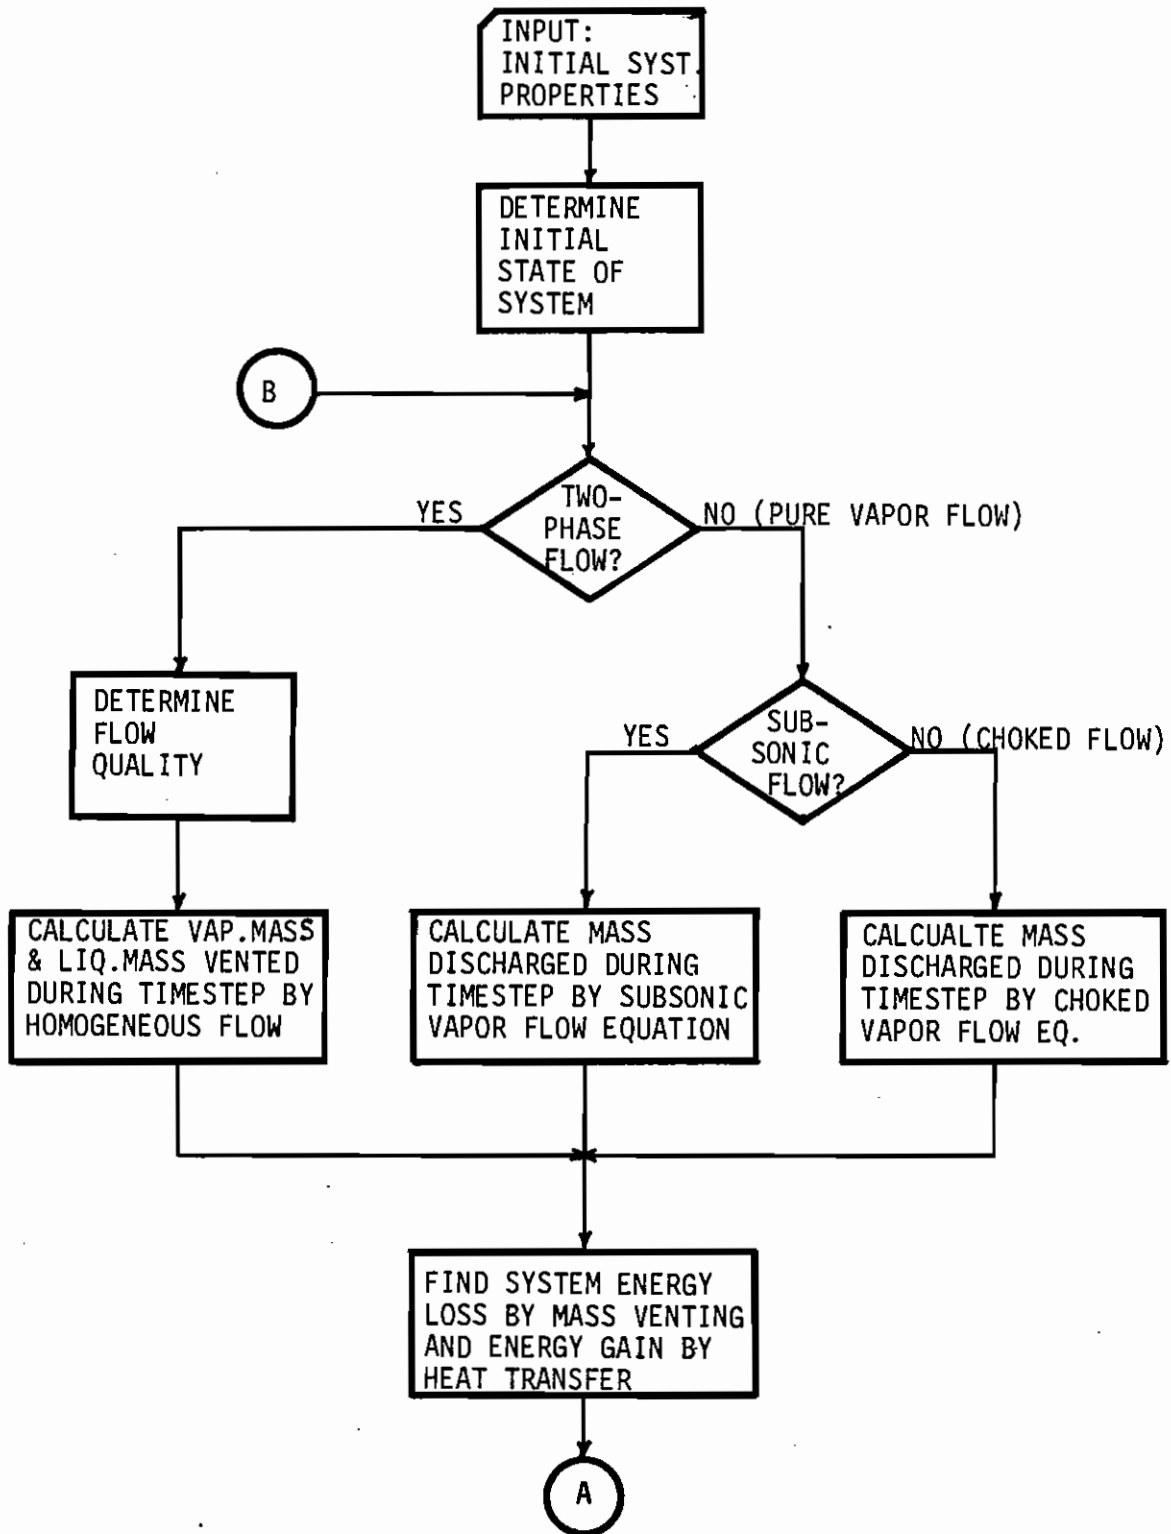 INPUT:
INITIAL SYST.
PROPERTIES
DETERMINE
INITIAL
STATE OF
SYSTEM
B
TWO-
PHASE
FLOW?
YES
NO (PURE VAPOR FLOW)
DETERMINE
FLOW
QUALITY
SUB-
SONIC
FLOW?
YES
NO (CHOKED FLOW)
CALCULATE VAP.MASS
& LIQ.MASS VENTED
DURING TIMESTEP BY
HOMOGENEOUS FLOW
CALCULATE MASS
DISCHARGED DURING
TIMESTEP BY SUBSONIC
VAPOR FLOW EQUATION
CALCUALTE MASS
DISCHARGED DURING
TIMESTEP BY CHOKED
VAPOR FLOW EQ.
FIND SYSTEM ENERGY
LOSS BY MASS VENTING
AND ENERGY GAIN BY
HEAT TRANSFER
A